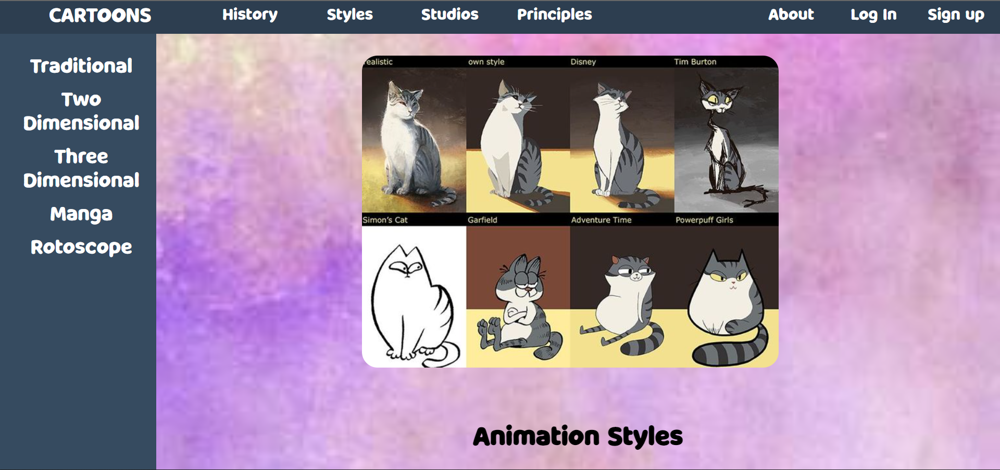 CARTOONS History Styles Studios Principles About Log In Sign up
Traditional
Two
Dimensional
Three
Dimensional
Manga
Rotoscope
realistic own style Disney Tim Burton
Simon's Cat Garfield Adventure Time Powerpuff Girls
Animation Styles